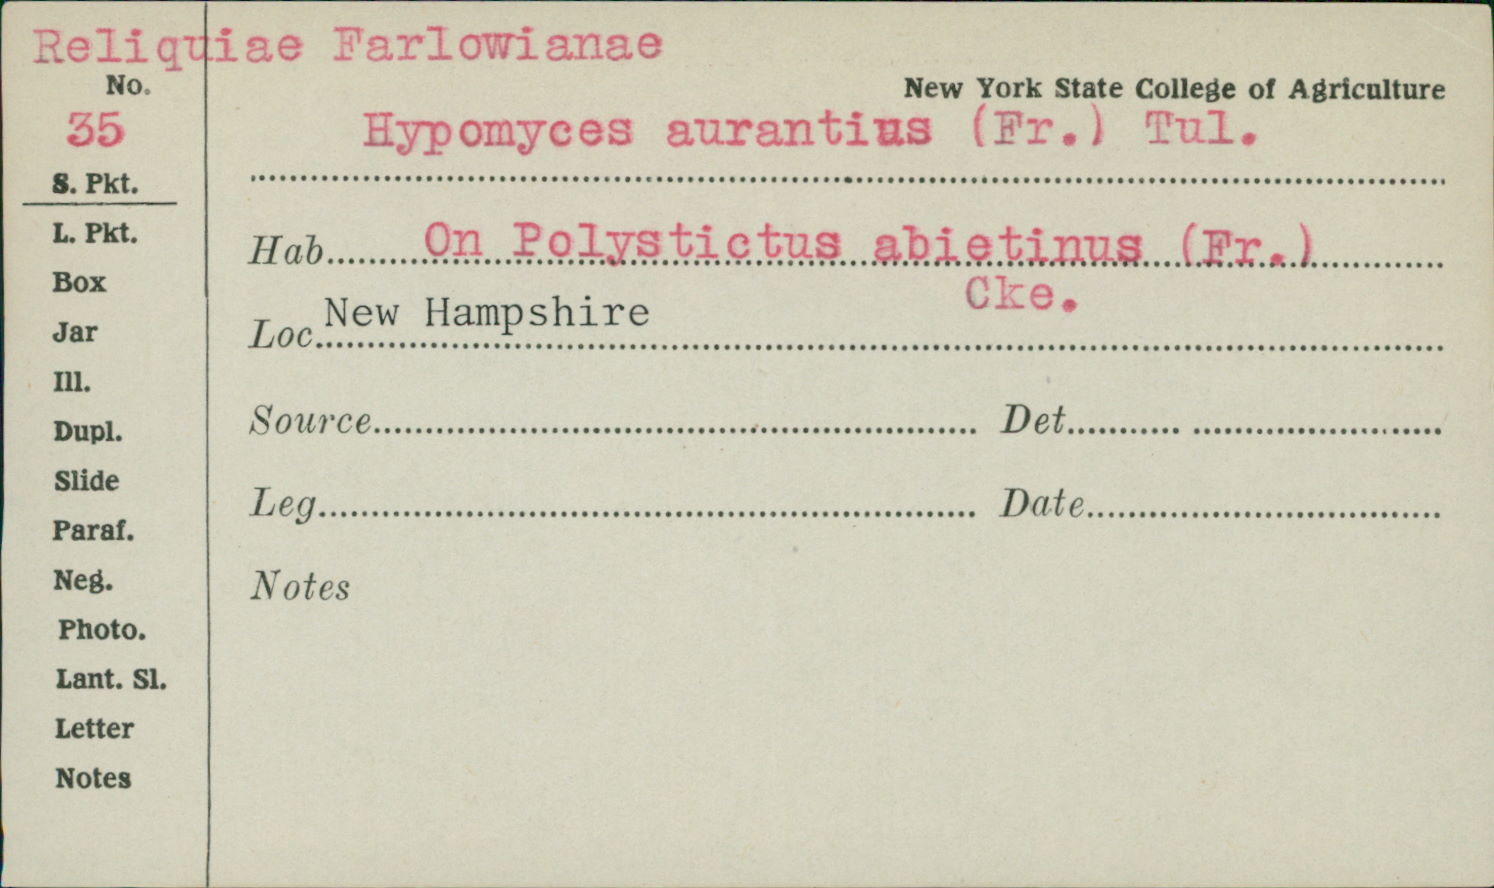 Reliquiae Farlowianae
No.
New York State College of Agriculture
35
Hypomyces aurantius (Fr.) Tul.
S. Pkt.
L. Pkt.
Hab. On Polystictus abietinus (Fr.)
Cke.
Box
Loc. New Hampshire
Jar
Ill.
Source Det.
Dupl.
Slide
Leg. Date
Paraf.
Neg.
Notes
Photo.
Lant. Sl.
Letter
Notes